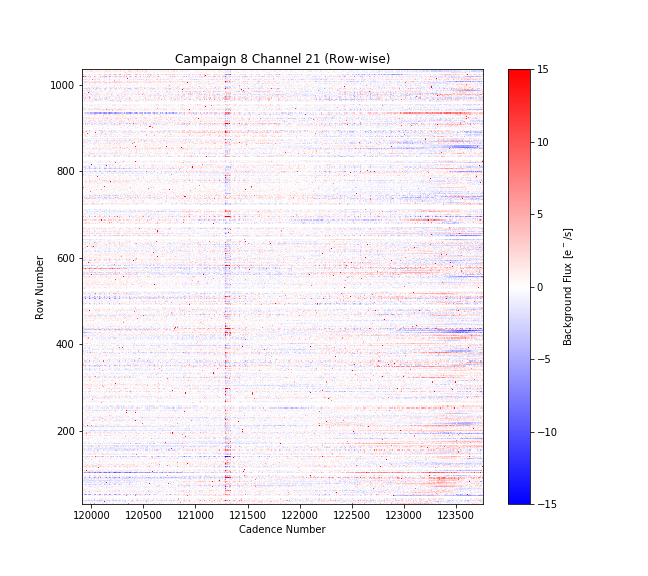 Campaign 8 Channel 21 (Row-wise)
1000
800
600
400
200
Row Number
120000 120500 121000 121500 122000 122500 123000 123500
Cadence Number
15
10
5
0
−5
−10
−15
Background Flux [e⁻/s]